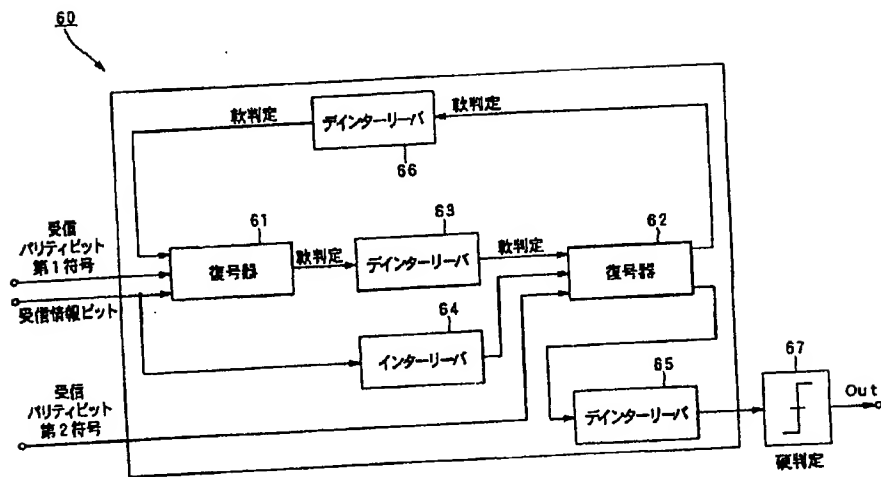 60
軟判定
デインターリーバ
軟判定
66
受信
パリティビット
第1符号
受信情報ビット
61
復号器
軟判定
63
デインターリーバ
軟判定
62
復号器
64
インターリーバ
受信
パリティビット
第2符号
65
デインターリーバ
67
Out
硬判定